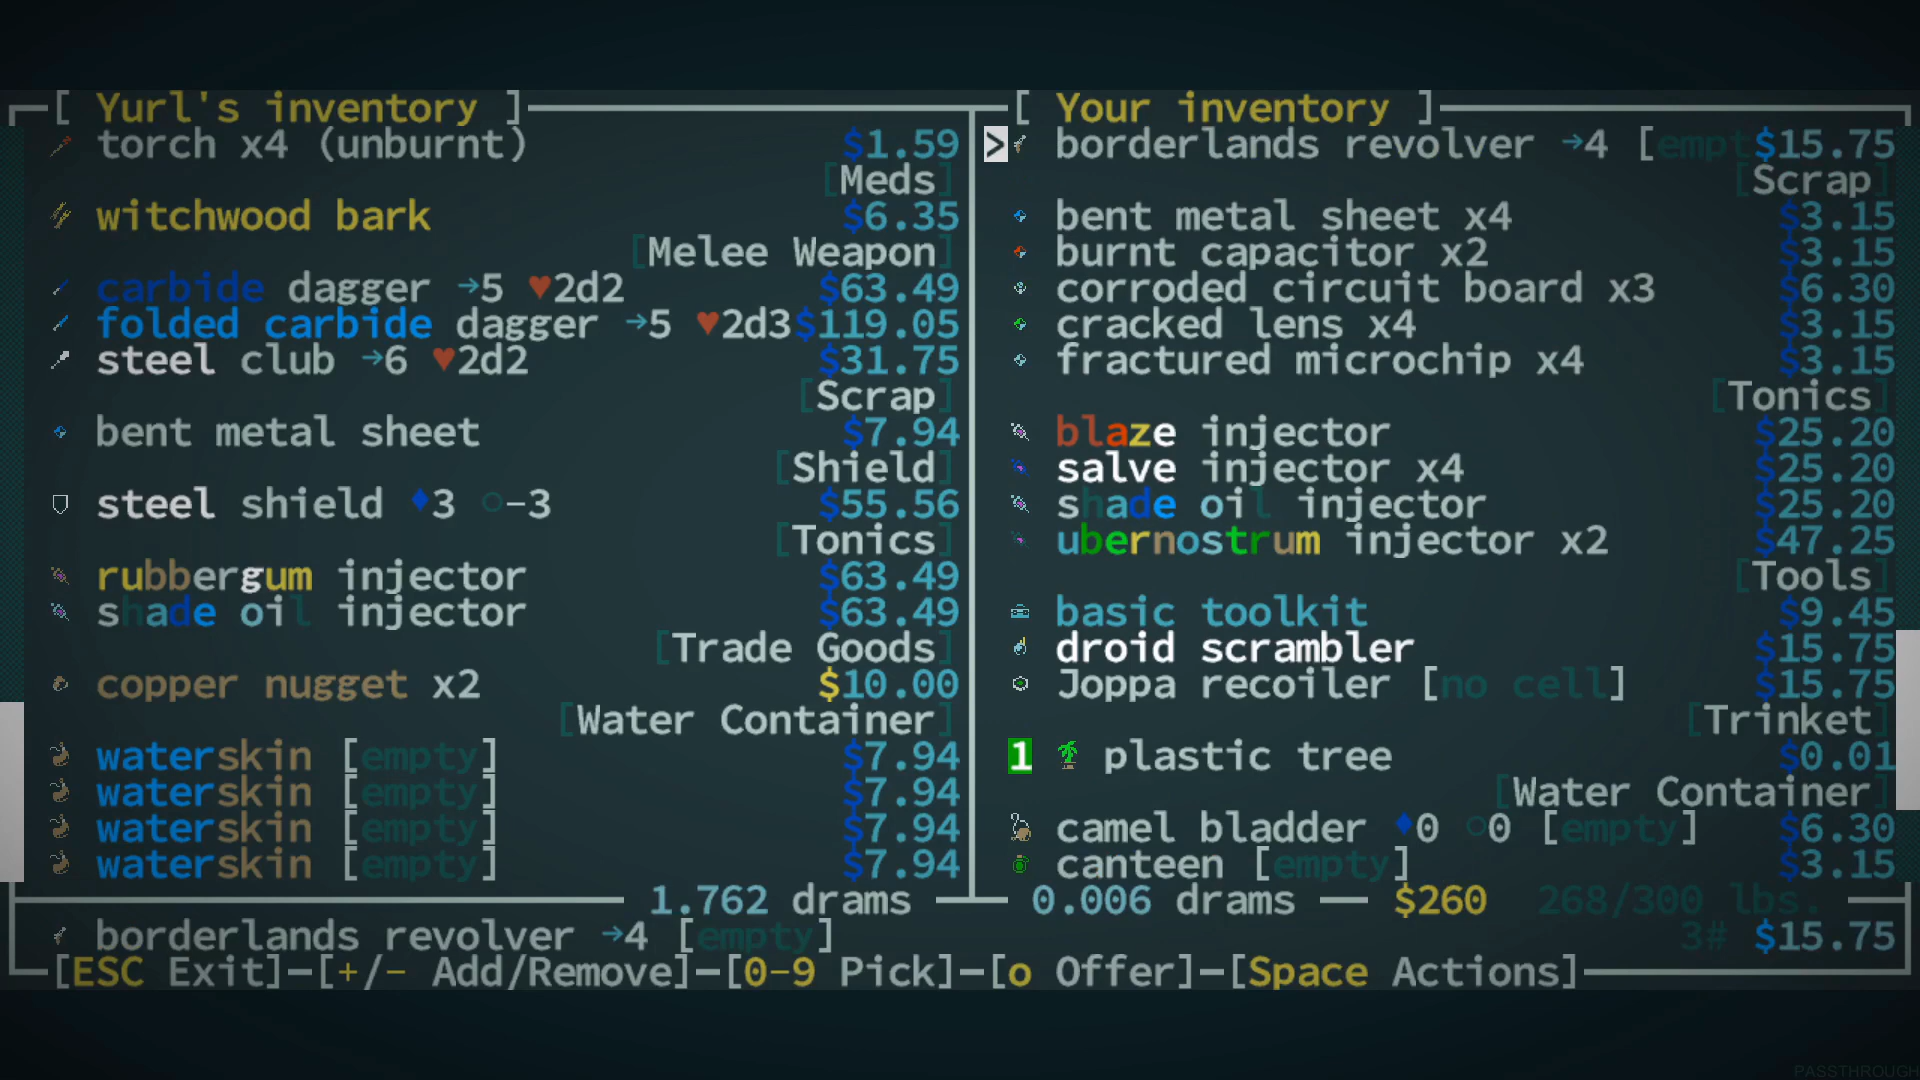 [ Yurl's inventory ]
torch x4 (unburnt) $1.59
[Meds]
witchwood bark $6.35
[Melee Weapon]
carbide dagger →5 ♥2d2 $63.49
folded carbide dagger →5 ♥2d3 $119.05
steel club →6 ♥2d2 $31.75
[Scrap]
bent metal sheet $7.94
[Shield]
steel shield ♦3 ○-3 $55.56
[Tonics]
rubbergum injector $63.49
shade oil injector $63.49
[Trade Goods]
copper nugget x2 $10.00
[Water Container]
waterskin [empty] $7.94
waterskin [empty] $7.94
waterskin [empty] $7.94
waterskin [empty] $7.94
1.762 drams
[ Your inventory ]
> borderlands revolver →4 [empt $15.75
[Scrap]
bent metal sheet x4 $3.15
burnt capacitor x2 $3.15
corroded circuit board x3 $6.30
cracked lens x4 $3.15
fractured microchip x4 $3.15
[Tonics]
blaze injector $25.20
salve injector x4 $25.20
shade oil injector $25.20
ubernostrum injector x2 $47.25
[Tools]
basic toolkit $9.45
droid scrambler $15.75
Joppa recoiler [no cell] $15.75
[Trinket]
1 plastic tree $0.01
[Water Container]
camel bladder ♦0 ○0 [empty] $6.30
canteen [empty] $3.15
0.006 drams $260 268/300 lbs.
borderlands revolver →4 [empty] 3# $15.75
[ESC Exit]-[+/- Add/Remove]-[0-9 Pick]-[o Offer]-[Space Actions]
PASSTHROUGH